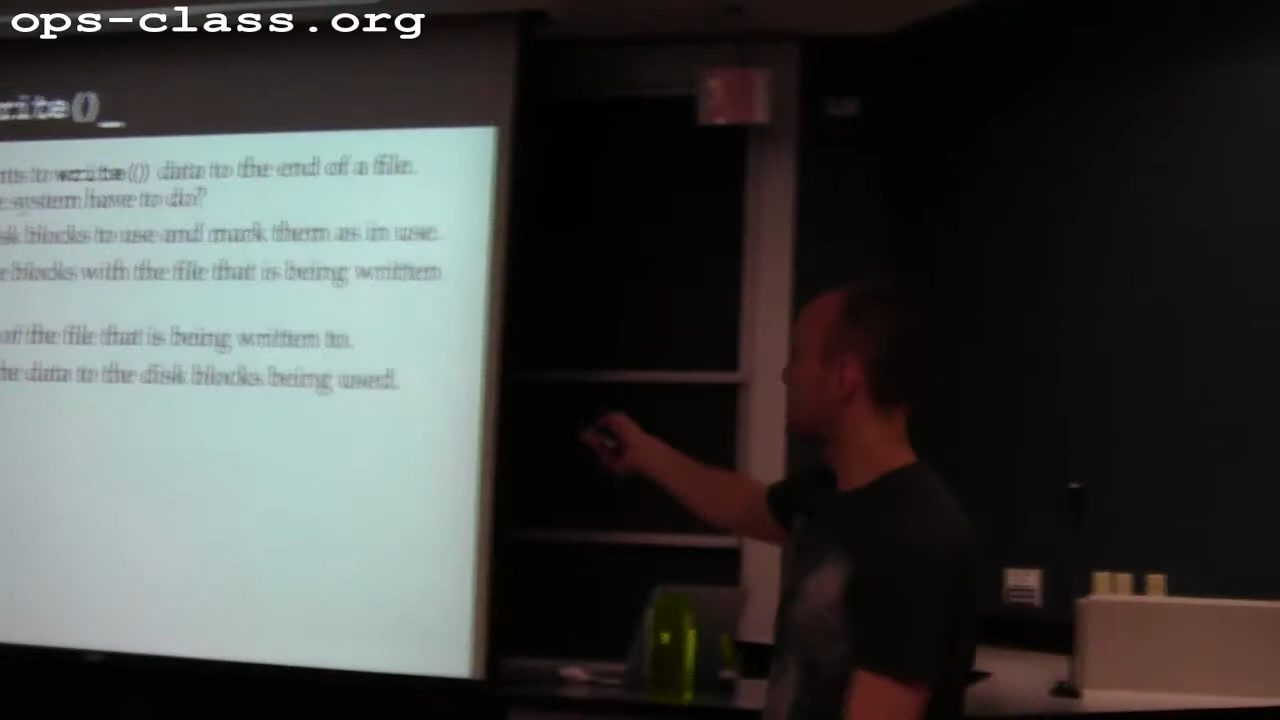 ops-class.org
rite()_
to write() data to the end of a file.
system have to do?
blocks to use and mark them as in use.
blocks with the file that is being written
of the file that is being written to.
data to the disk blocks being used.